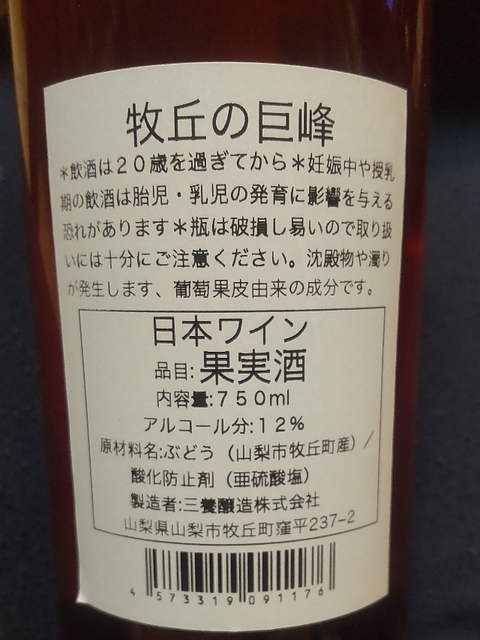 牧丘の巨峰
＊飲酒は２０歳を過ぎてから＊妊娠中や授乳
期の飲酒は胎児・乳児の発育に影響を与える
恐れがあります＊瓶は破損し易いので取り扱
いには十分にご注意ください。沈殿物や濁り
が発生します、葡萄果皮由来の成分です。
日本ワイン
品目:果実酒
内容量:７５０ml
アルコール分:１２％
原材料名:ぶどう（山梨市牧丘町産）／
酸化防止剤（亜硫酸塩）
製造者:三養醸造株式会社
山梨県山梨市牧丘町窪平237-2
4 573319 091176